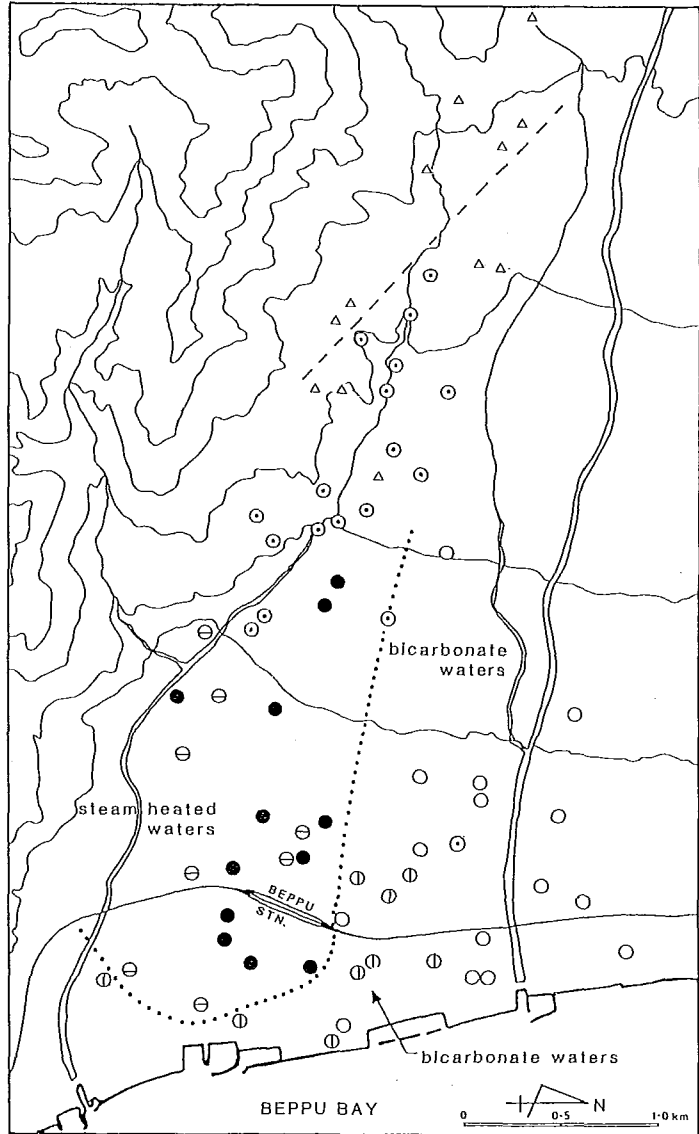 bicarbonate
waters
steam heated
waters
BEPPU
STN.
bicarbonate waters
BEPPU BAY
N
0 0·5 1·0 km